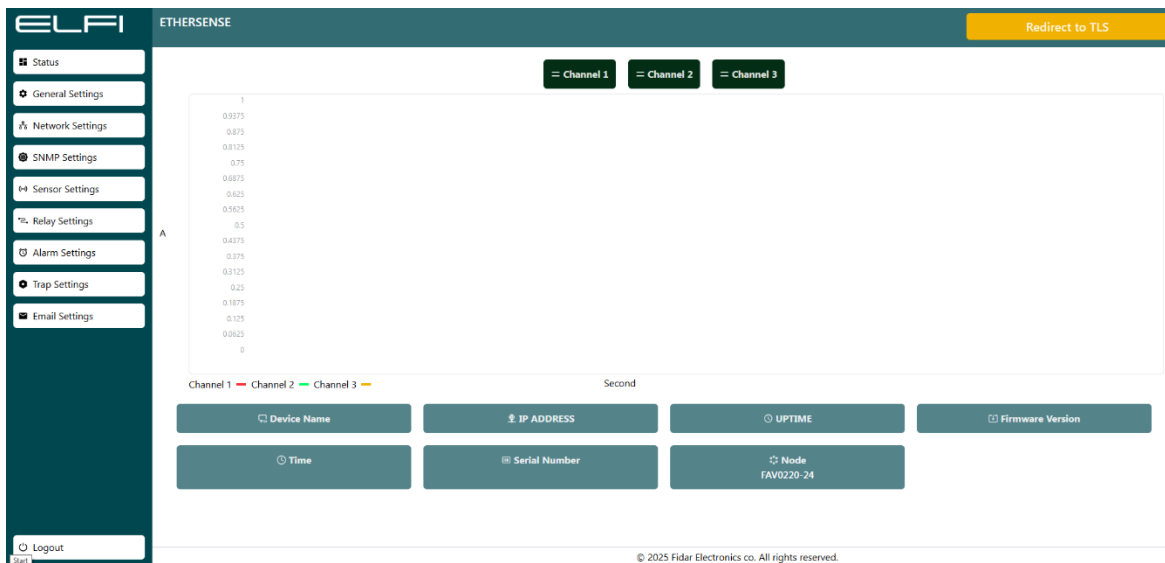 ELFI
ETHERSENSE
Redirect to TLS
Status
General Settings
Network Settings
SNMP Settings
Sensor Settings
Relay Settings
Alarm Settings
Trap Settings
Email Settings
Logout
Start
Channel 1 Channel 2 Channel 3
1
0.9375
0.875
0.8125
0.75
0.6875
0.625
0.5625
0.5
0.4375
0.375
0.3125
0.25
0.1875
0.125
0.0625
0
A
Channel 1 Channel 2 Channel 3
Second
Device Name
IP ADDRESS
UPTIME
Firmware Version
Time
Serial Number
Node
FAV0220-24
© 2025 Fidar Electronics co. All rights reserved.